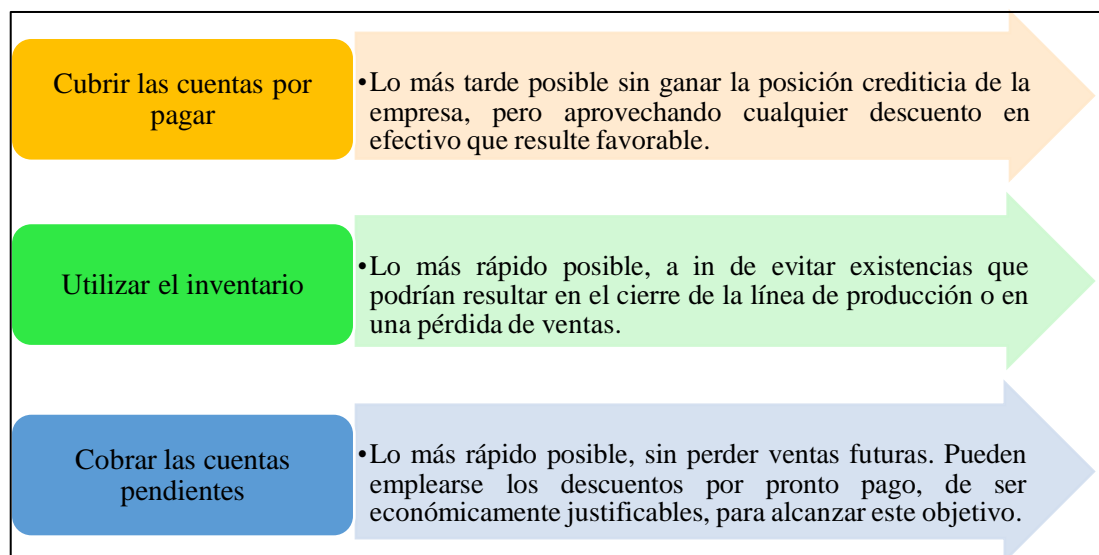 Cubrir las cuentas por
pagar
•Lo más tarde posible sin ganar la posición crediticia de la
empresa, pero aprovechando cualquier descuento en
efectivo que resulte favorable.
Utilizar el inventario
•Lo más rápido posible, a in de evitar existencias que
podrían resultar en el cierre de la línea de producción o en
una pérdida de ventas.
Cobrar las cuentas
pendientes
•Lo más rápido posible, sin perder ventas futuras. Pueden
emplearse los descuentos por pronto pago, de ser
económicamente justificables, para alcanzar este objetivo.